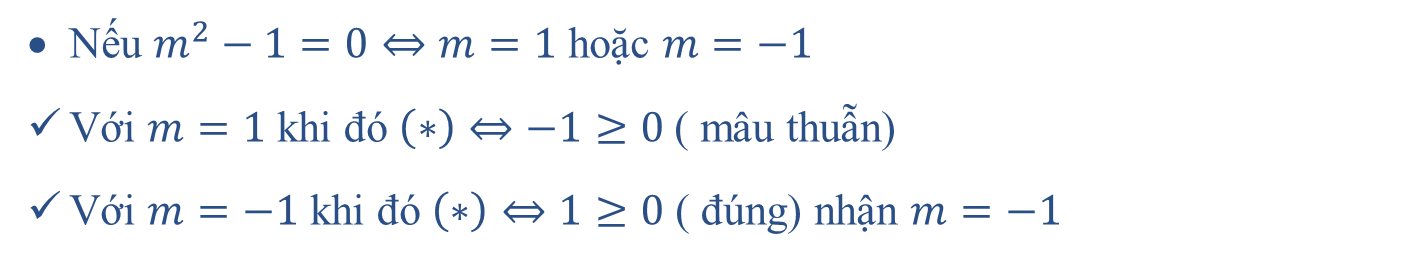 • Nếu 𝑚² − 1 = 0 ⇔ 𝑚 = 1 hoặc 𝑚 = −1
✓ Với 𝑚 = 1 khi đó (∗) ⇔ −1 ≥ 0 ( mâu thuẫn)
✓ Với 𝑚 = −1 khi đó (∗) ⇔ 1 ≥ 0 ( đúng) nhận 𝑚 = −1